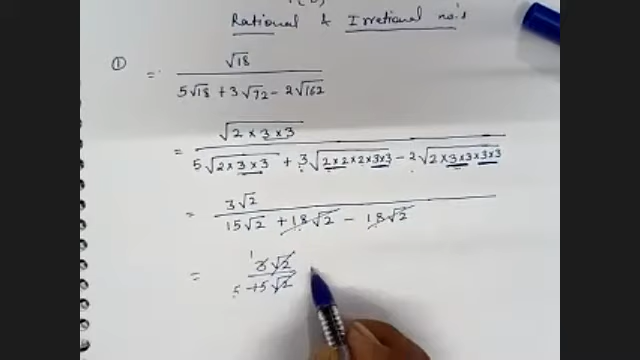 Rational & Irrational no's
① = √18 / 5√18 + 3√72 - 2√162
= √2 × 3 × 3 / 5√2 × 3 × 3 + 3√2 × 2 × 2 × 3 × 3 - 2√2 × 3 × 3 × 3 × 3
= 3√2 / 15√2 + 18√2 - 18√2
= 1 3√2 / 5 15√2